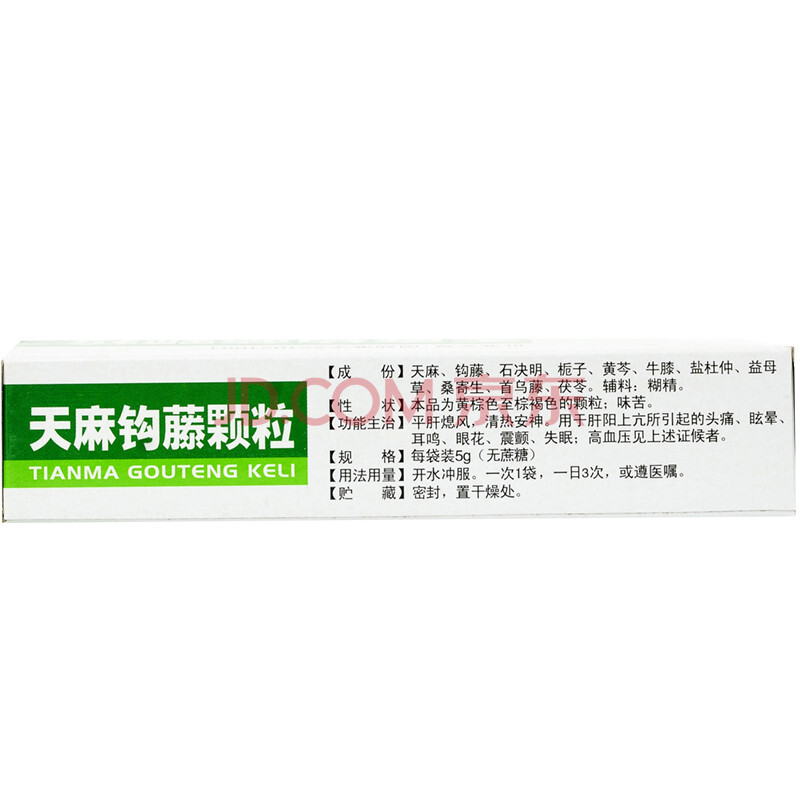 天麻钩藤颗粒
TIANMA GOUTENG KELI
【成 份】天麻、钩藤、石决明、栀子、黄芩、牛膝、盐杜仲、益母
草、桑寄生、首乌藤、茯苓。辅料：糊精。
【性 状】本品为黄棕色至棕褐色的颗粒；味苦。
【功能主治】平肝熄风，清热安神。用于肝阳上亢所引起的头痛、眩晕、
耳鸣、眼花、震颤、失眠；高血压见上述证候者。
【规 格】每袋装5g（无蔗糖）
【用法用量】开水冲服。一次1袋，一日3次，或遵医嘱。
【贮 藏】密封，置干燥处。
JD.COM 京东